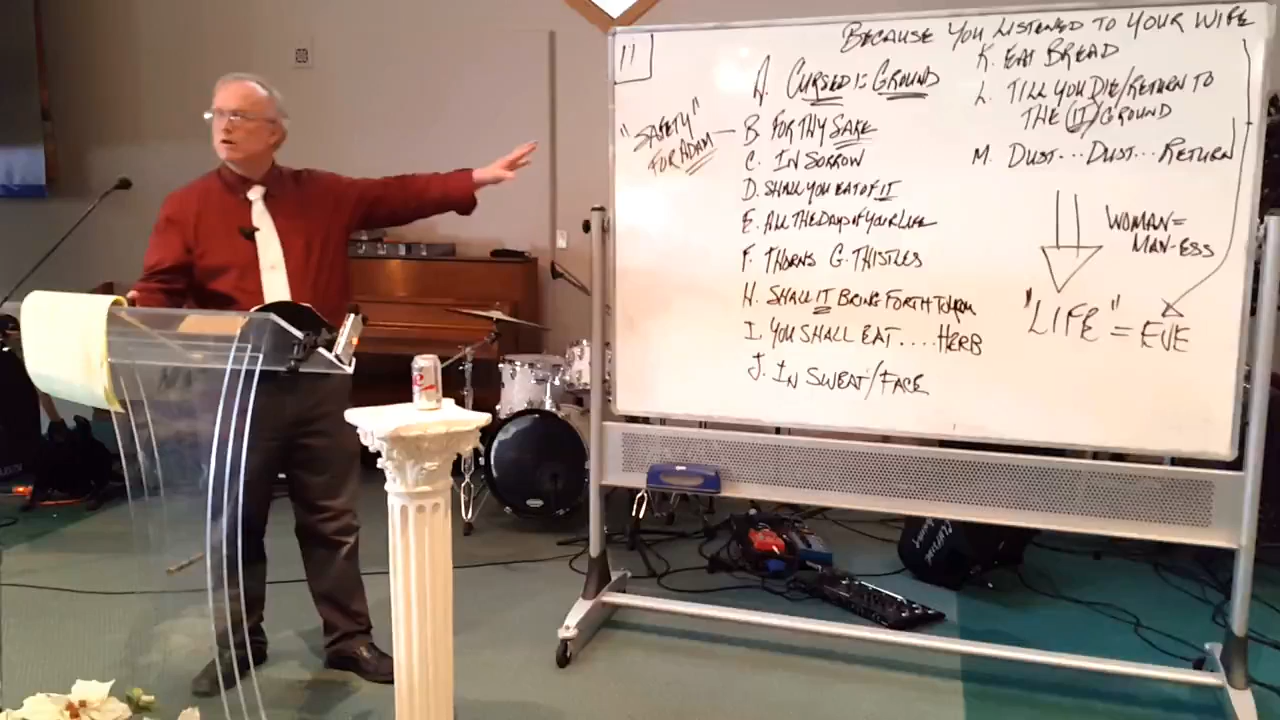 11
BECAUSE YOU LISTENED TO YOUR WIFE
A. CURSED IS GROUND
"SAFETY"
FOR ADAM
B FOR THY SAKE
C. IN SORROW
D. SHALL YOU EAT OF IT
E. ALL THE DAYS OF YOUR LIFE
F. THORNS G. THISTLES
H. SHALL IT BRING FORTH TO YOU
I. YOU SHALL EAT .... HERB
J. IN SWEAT/FACE
K. EAT BREAD
L. TILL YOU DIE/RETURN TO
THE (IT) GROUND
M. DUST... DUST... RETURN
WOMAN=
MAN-ESS
"LIFE" = EVE